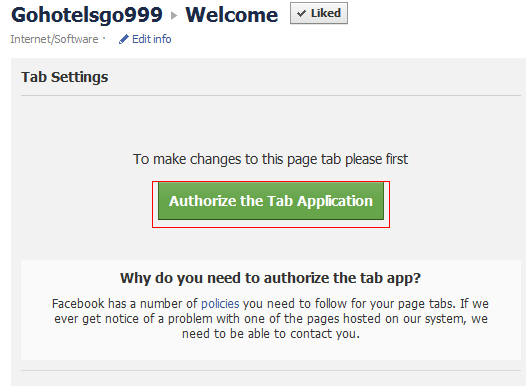 Gohotelsgo999 ▸ Welcome ✓ Liked
Internet/Software · Edit info
Tab Settings
To make changes to this page tab please first
Authorize the Tab Application
Why do you need to authorize the tab app?
Facebook has a number of policies you need to follow for your page tabs. If we
ever get notice of a problem with one of the pages hosted on our system, we
need to be able to contact you.